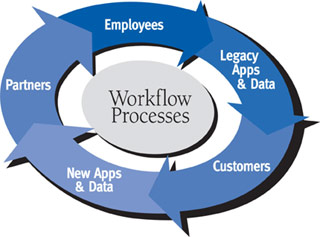 Employees
Legacy
Apps
& Data
Customers
New Apps
& Data
Partners
Workflow
Processes